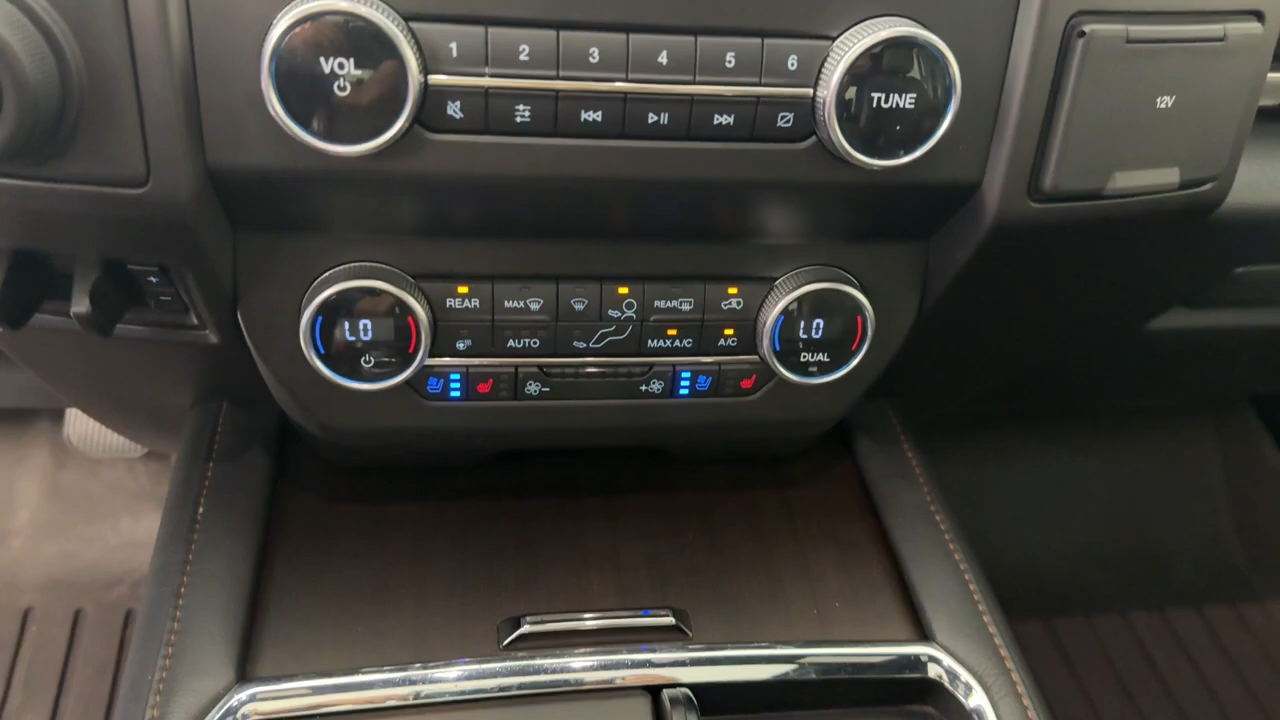 VOL
1 2 3 4 5 6
TUNE
12V
+
−
LO
REAR
MAX
REAR
AUTO
MAX A/C
A/C
LO
DUAL
−
+